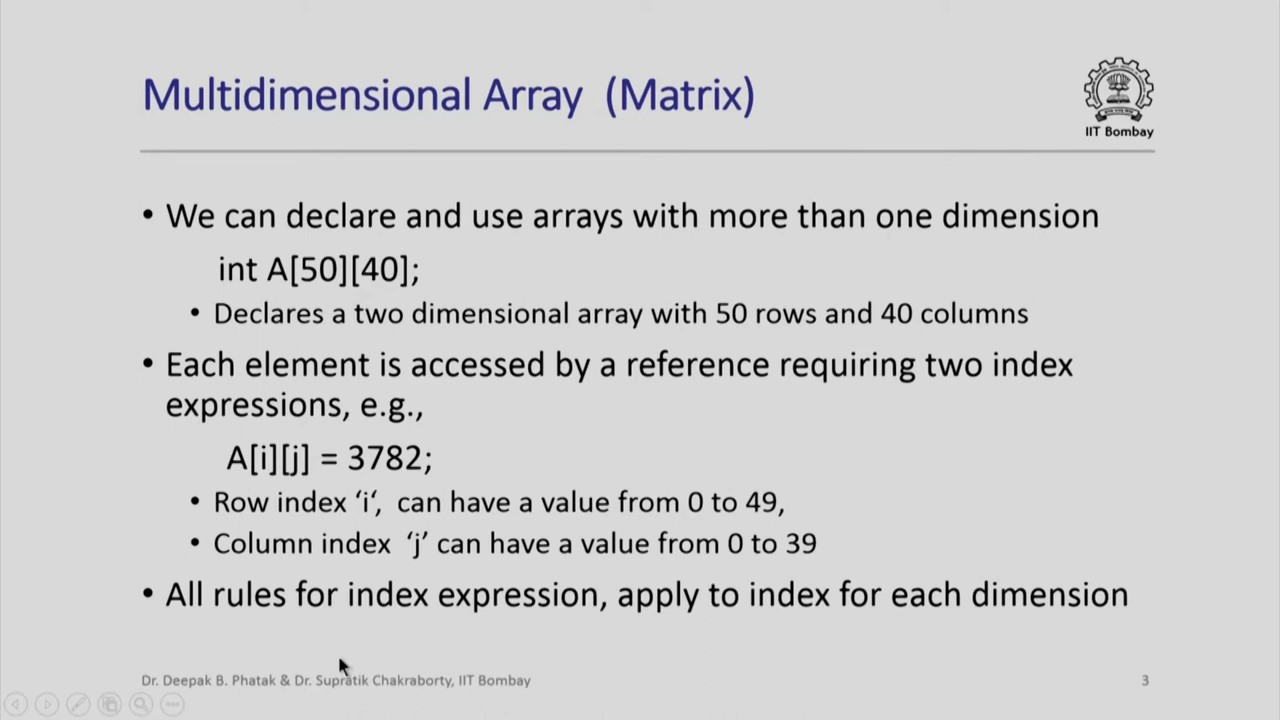 Multidimensional Array (Matrix)
IIT Bombay
• We can declare and use arrays with more than one dimension
int A[50][40];
• Declares a two dimensional array with 50 rows and 40 columns
• Each element is accessed by a reference requiring two index
expressions, e.g.,
A[i][j] = 3782;
• Row index ‘i‘, can have a value from 0 to 49,
• Column index ‘j’ can have a value from 0 to 39
• All rules for index expression, apply to index for each dimension
Dr. Deepak B. Phatak & Dr. Supratik Chakraborty, IIT Bombay
3